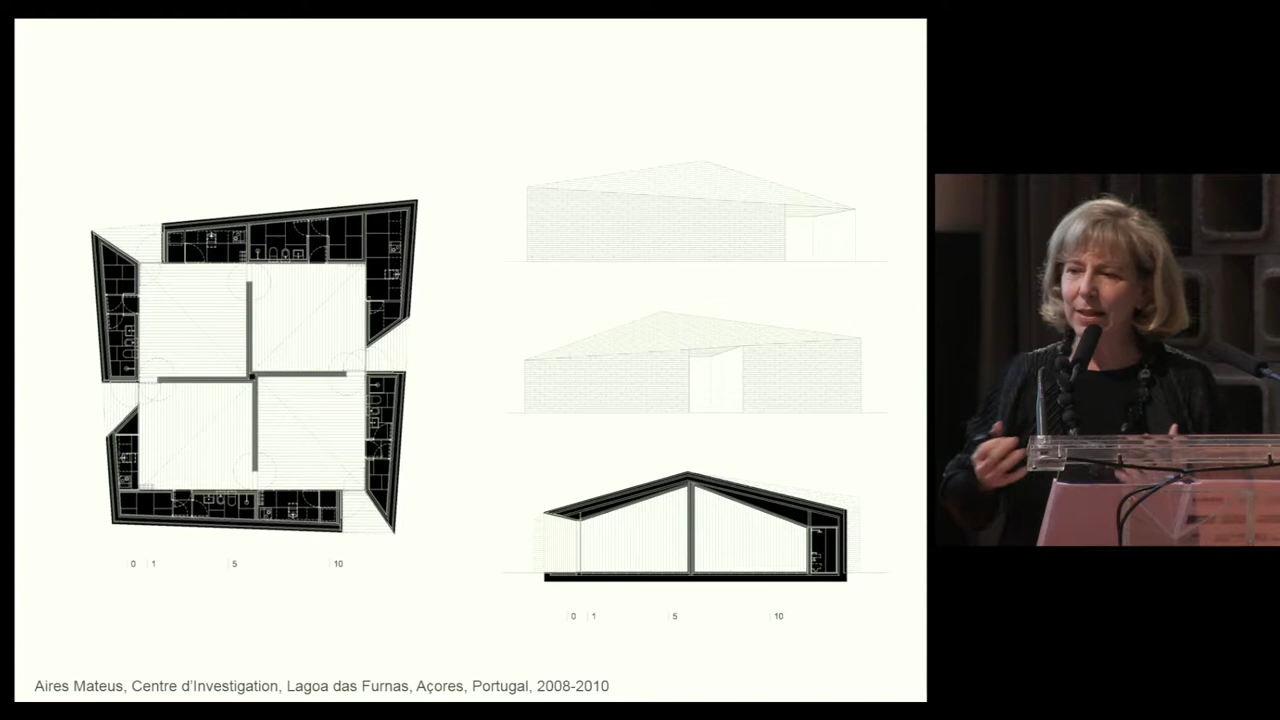 0 1 5 10
0 1 5 10
Aires Mateus, Centre d'Investigation, Lagoa das Furnas, Açores, Portugal, 2008-2010